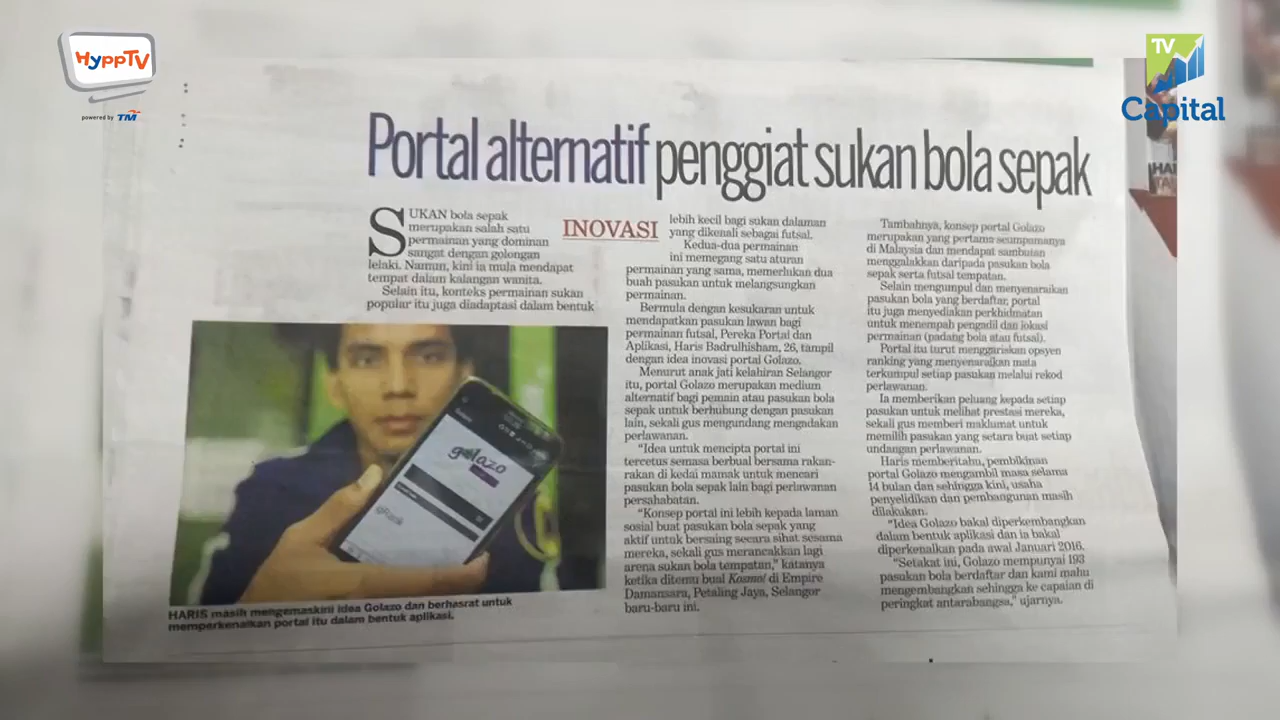 HyppTV
powered by TM
TV
Capital
Portal alternatif penggiat sukan bola sepak
SUKAN bola sepak
merupakan salah satu
permainan yang dominan
sangat dengan golongan
lelaki. Namun, kini ia mula mendapat
tempat dalam kalangan wanita.
Selain itu, konteks permainan sukan
popular itu juga diadaptasi dalam bentuk
INOVASI
lebih kecil bagi sukan dalaman
yang dikenali sebagai futsal.
Kedua-dua permainan
ini memegang satu aturan
permainan yang sama, memerlukan dua
buah pasukan untuk melangsungkan
permainan.
Bermula dengan kesukaran untuk
mendapatkan pasukan lawan bagi
permainan futsal, Pereka Portal dan
Aplikasi, Haris Badrulhisham, 26, tampil
dengan idea inovasi portal Golazo.
Menurut anak jati kelahiran Selangor
itu, portal Golazo merupakan medium
alternatif bagi pemain atau pasukan bola
sepak untuk berhubung dengan pasukan
lain, sekali gus mengundang mengadakan
perlawanan.
"Idea untuk mencipta portal ini
tercetus semasa berbual bersama rakan-
rakan di kedai mamak untuk mencari
pasukan bola sepak lain bagi perlawanan
persahabatan.
"Konsep portal ini lebih kepada laman
sosial buat pasukan bola sepak yang
aktif untuk bersaing secara sihat sesama
mereka, sekali gus merancakkan lagi
arena sukan bola tempatan," katanya
ketika ditemu bual Kosmo! di Empire
Damansara, Petaling Jaya, Selangor
baru-baru ini.
Tambahnya, konsep portal Golazo
merupakan yang pertama seumpamanya
di Malaysia dan mendapat sambutan
menggalakkan daripada pasukan bola
sepak serta futsal tempatan.
Selain mengumpul dan menyenaraikan
pasukan bola yang berdaftar, portal
itu juga menyediakan perkhidmatan
untuk menempah pengadil dan lokasi
permainan (padang bola atau futsal).
Portal itu turut menggariskan opsyen
ranking yang menyenaraikan mata
terkumpul setiap pasukan melalui rekod
perlawanan.
Ia memberikan peluang kepada setiap
pasukan untuk melihat prestasi mereka,
sekali gus memberi maklumat untuk
memilih pasukan yang setara buat setiap
undangan perlawanan.
Haris memberitahu, pembikinan
portal Golazo mengambil masa selama
14 bulan dan sehingga kini, usaha
penyelidikan dan pembangunan masih
dilakukan.
"Idea Golazo bakal diperkembangkan
dalam bentuk aplikasi dan ia bakal
diperkenalkan pada awal Januari 2016.
"Setakat ini, Golazo mempunyai 193
pasukan bola berdaftar dan kami mahu
mengembangkan sehingga ke capaian di
peringkat antarabangsa," ujarnya.
golazo
HARIS masih mengemaskini idea Golazo dan berhasrat untuk
memperkenalkan portal itu dalam bentuk aplikasi.